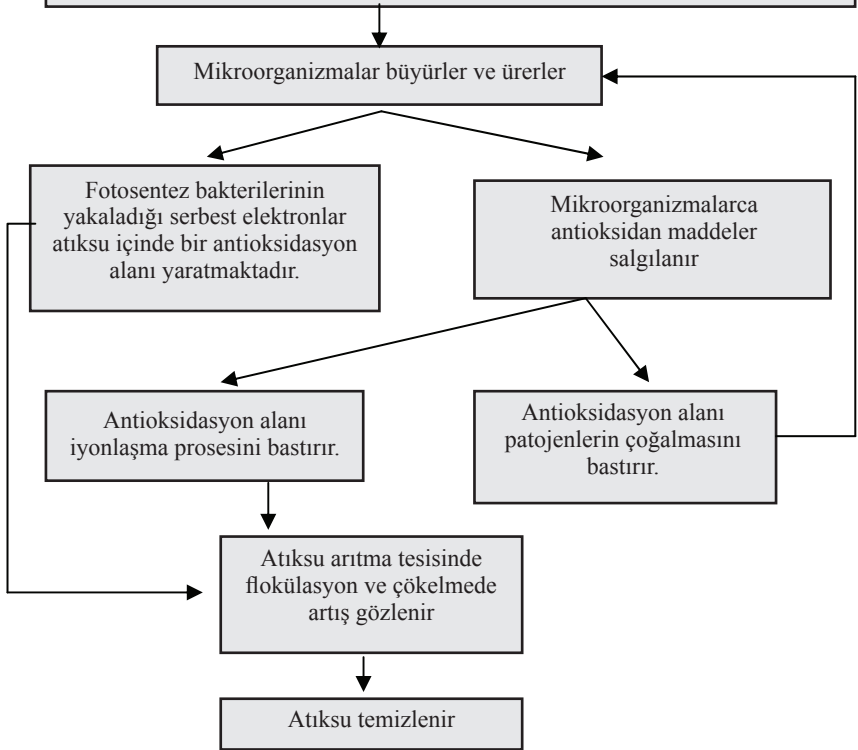 Mikroorganizmalar büyürler ve ürerler
Fotosentez bakterilerinin
yakaladığı serbest elektronlar
atıksu içinde bir antioksidasyon
alanı yaratmaktadır.
Mikroorganizmalarca
antioksidan maddeler
salgılanır
Antioksidasyon alanı
iyonlaşma prosesini bastırır.
Antioksidasyon alanı
patojenlerin çoğalmasını
bastırır.
Atıksu arıtma tesisinde
flokülasyon ve çökelmede
artış gözlenir
Atıksu temizlenir